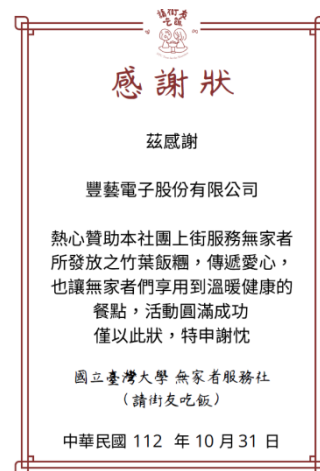 請街友
吃飯
感謝狀
茲感謝
豐藝電子股份有限公司
熱心贊助本社團上街服務無家者
所發放之竹葉飯糰，傳遞愛心，
也讓無家者們享用到溫暖健康的
餐點，活動圓滿成功
僅以此狀，特申謝忱
國立臺灣大學 無家者服務社
（請街友吃飯）
中華民國 112 年 10 月 31 日